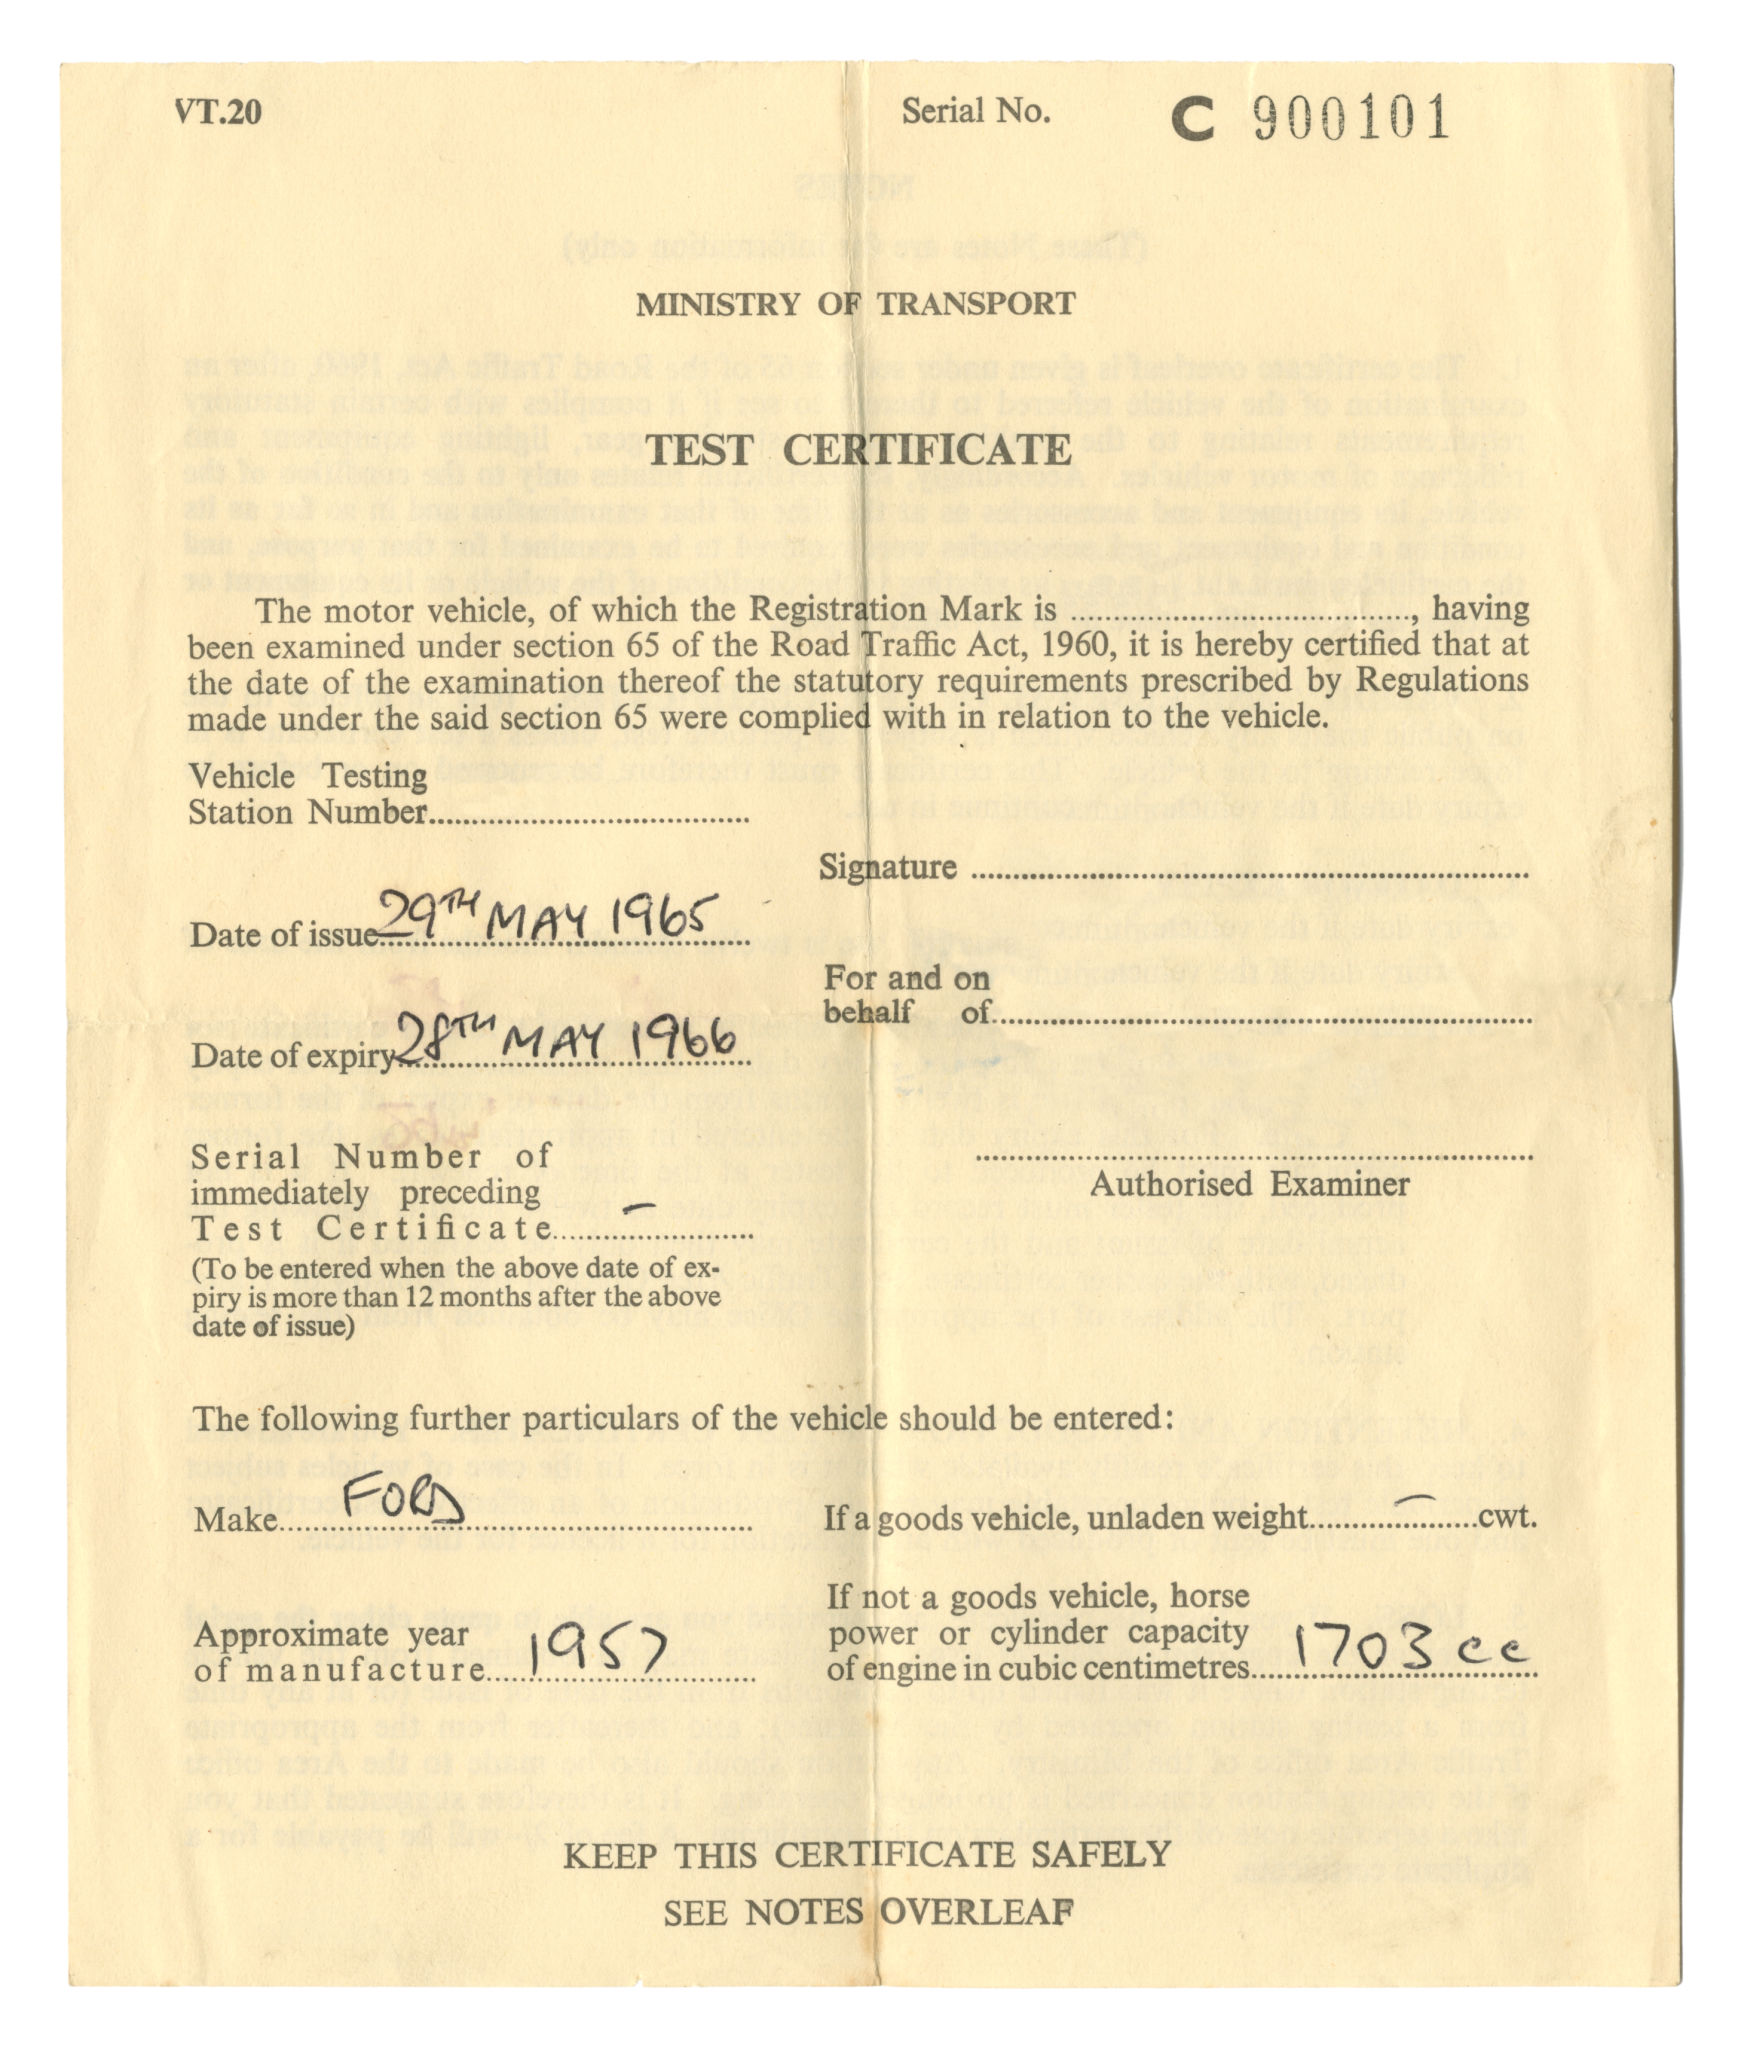 VT.20
Serial No. C 900101
MINISTRY OF TRANSPORT
TEST CERTIFICATE
The motor vehicle, of which the Registration Mark is ...................................., having
been examined under section 65 of the Road Traffic Act, 1960, it is hereby certified that at
the date of the examination thereof the statutory requirements prescribed by Regulations
made under the said section 65 were complied with in relation to the vehicle.
Vehicle Testing
Station Number....................................
Signature ....................................
Date of issue 29TH MAY 1965
For and on
behalf of....................................
Date of expiry 28TH MAY 1966
Serial Number of
immediately preceding
Test Certificate.....–.....
(To be entered when the above date of ex-
piry is more than 12 months after the above
date of issue)
....................................
Authorised Examiner
The following further particulars of the vehicle should be entered:
Make FORD
If a goods vehicle, unladen weight.....–.....cwt.
Approximate year
of manufacture 1957
If not a goods vehicle, horse
power or cylinder capacity
of engine in cubic centimetres 1703 cc
KEEP THIS CERTIFICATE SAFELY
SEE NOTES OVERLEAF